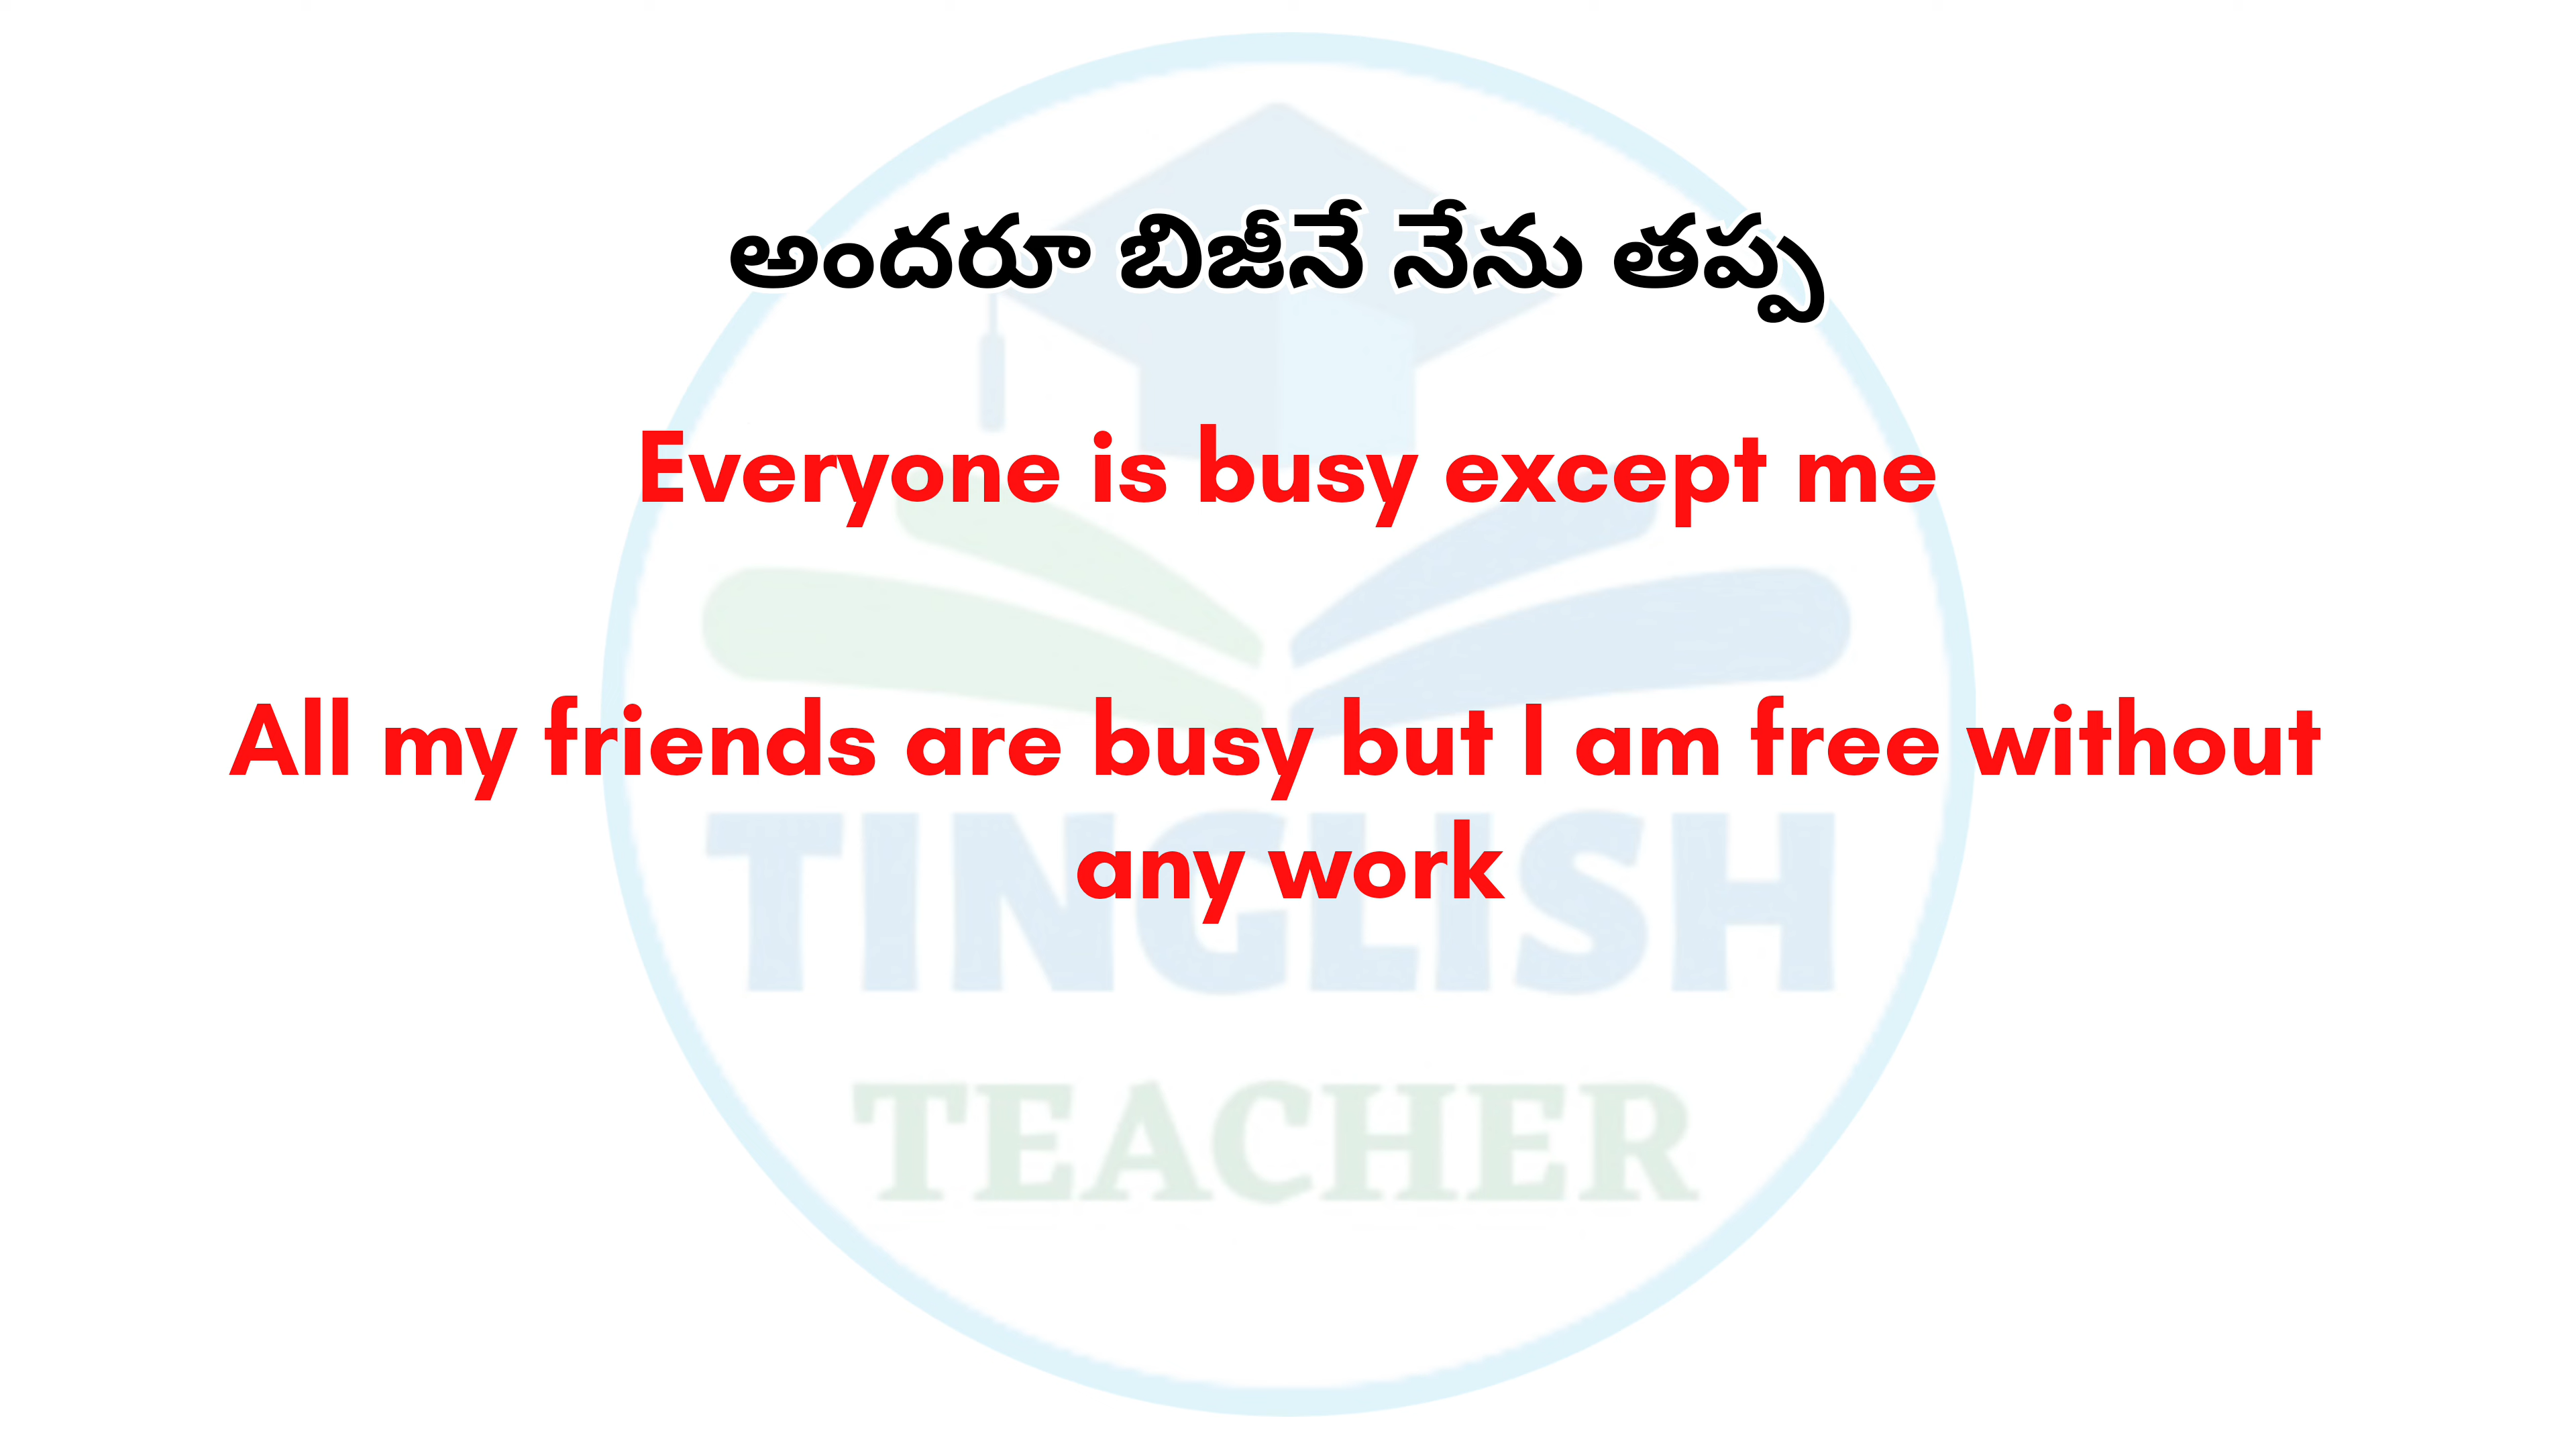 అందరూ బిజీనే నేను తప్ప
Everyone is busy except me
All my friends are busy but I am free without
any work
TINGLISH
TEACHER